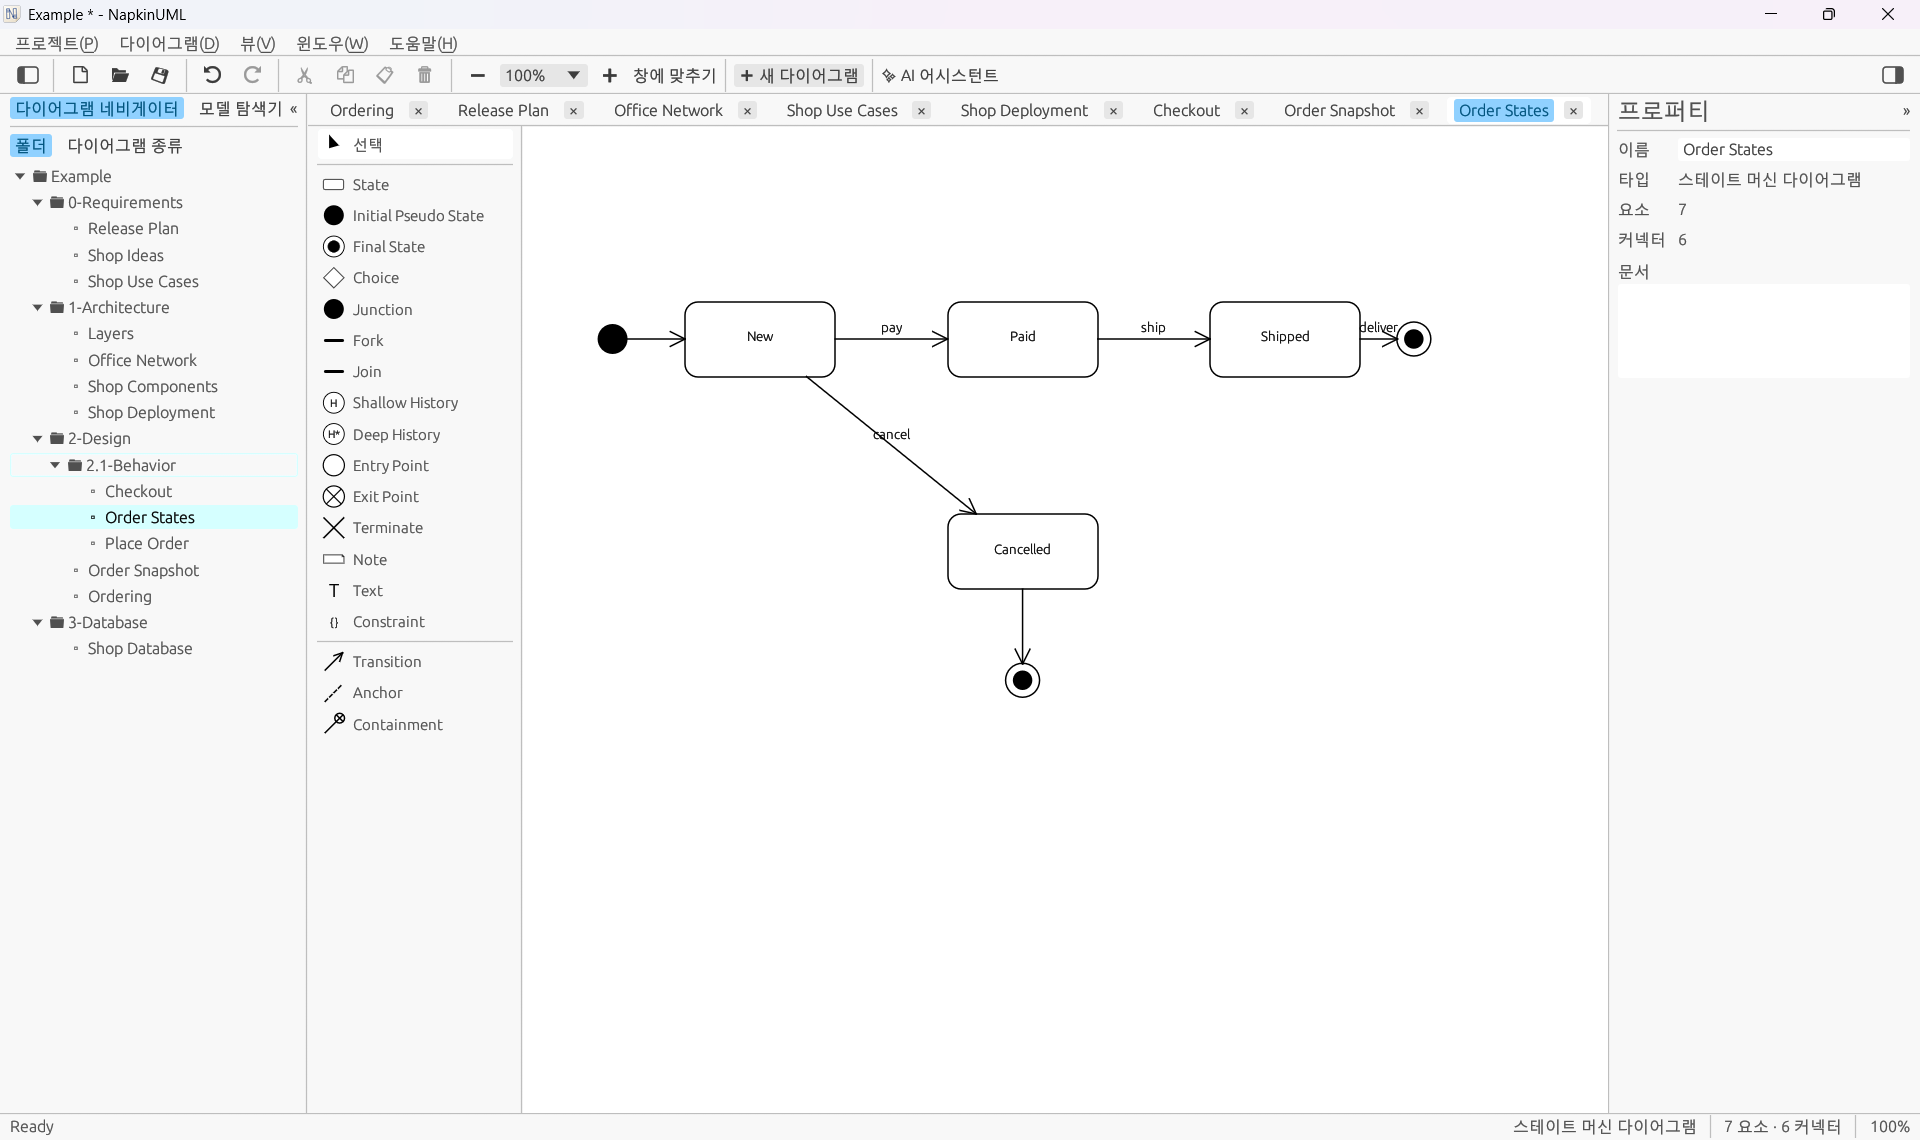 Example * - NapkinUML
프로젝트(P) 다이어그램(D) 뷰(V) 윈도우(W) 도움말(H)
100% 창에 맞추기 + 새 다이어그램 AI 어시스턴트
다이어그램 네비게이터 모델 탐색기 «
폴더 다이어그램 종류
Example
0-Requirements
Release Plan
Shop Ideas
Shop Use Cases
1-Architecture
Layers
Office Network
Shop Components
Shop Deployment
2-Design
2.1-Behavior
Checkout
Order States
Place Order
Order Snapshot
Ordering
3-Database
Shop Database
Ordering × Release Plan × Office Network × Shop Use Cases × Shop Deployment × Checkout × Order Snapshot × Order States ×
선택
State
Initial Pseudo State
Final State
Choice
Junction
Fork
Join
H Shallow History
H* Deep History
Entry Point
Exit Point
Terminate
Note
T Text
{} Constraint
Transition
Anchor
Containment
New
pay
Paid
ship
Shipped
deliver
cancel
Cancelled
프로퍼티 »
이름 Order States
타입 스테이트 머신 다이어그램
요소 7
커넥터 6
문서
Ready
스테이트 머신 다이어그램 7 요소 · 6 커넥터 100%